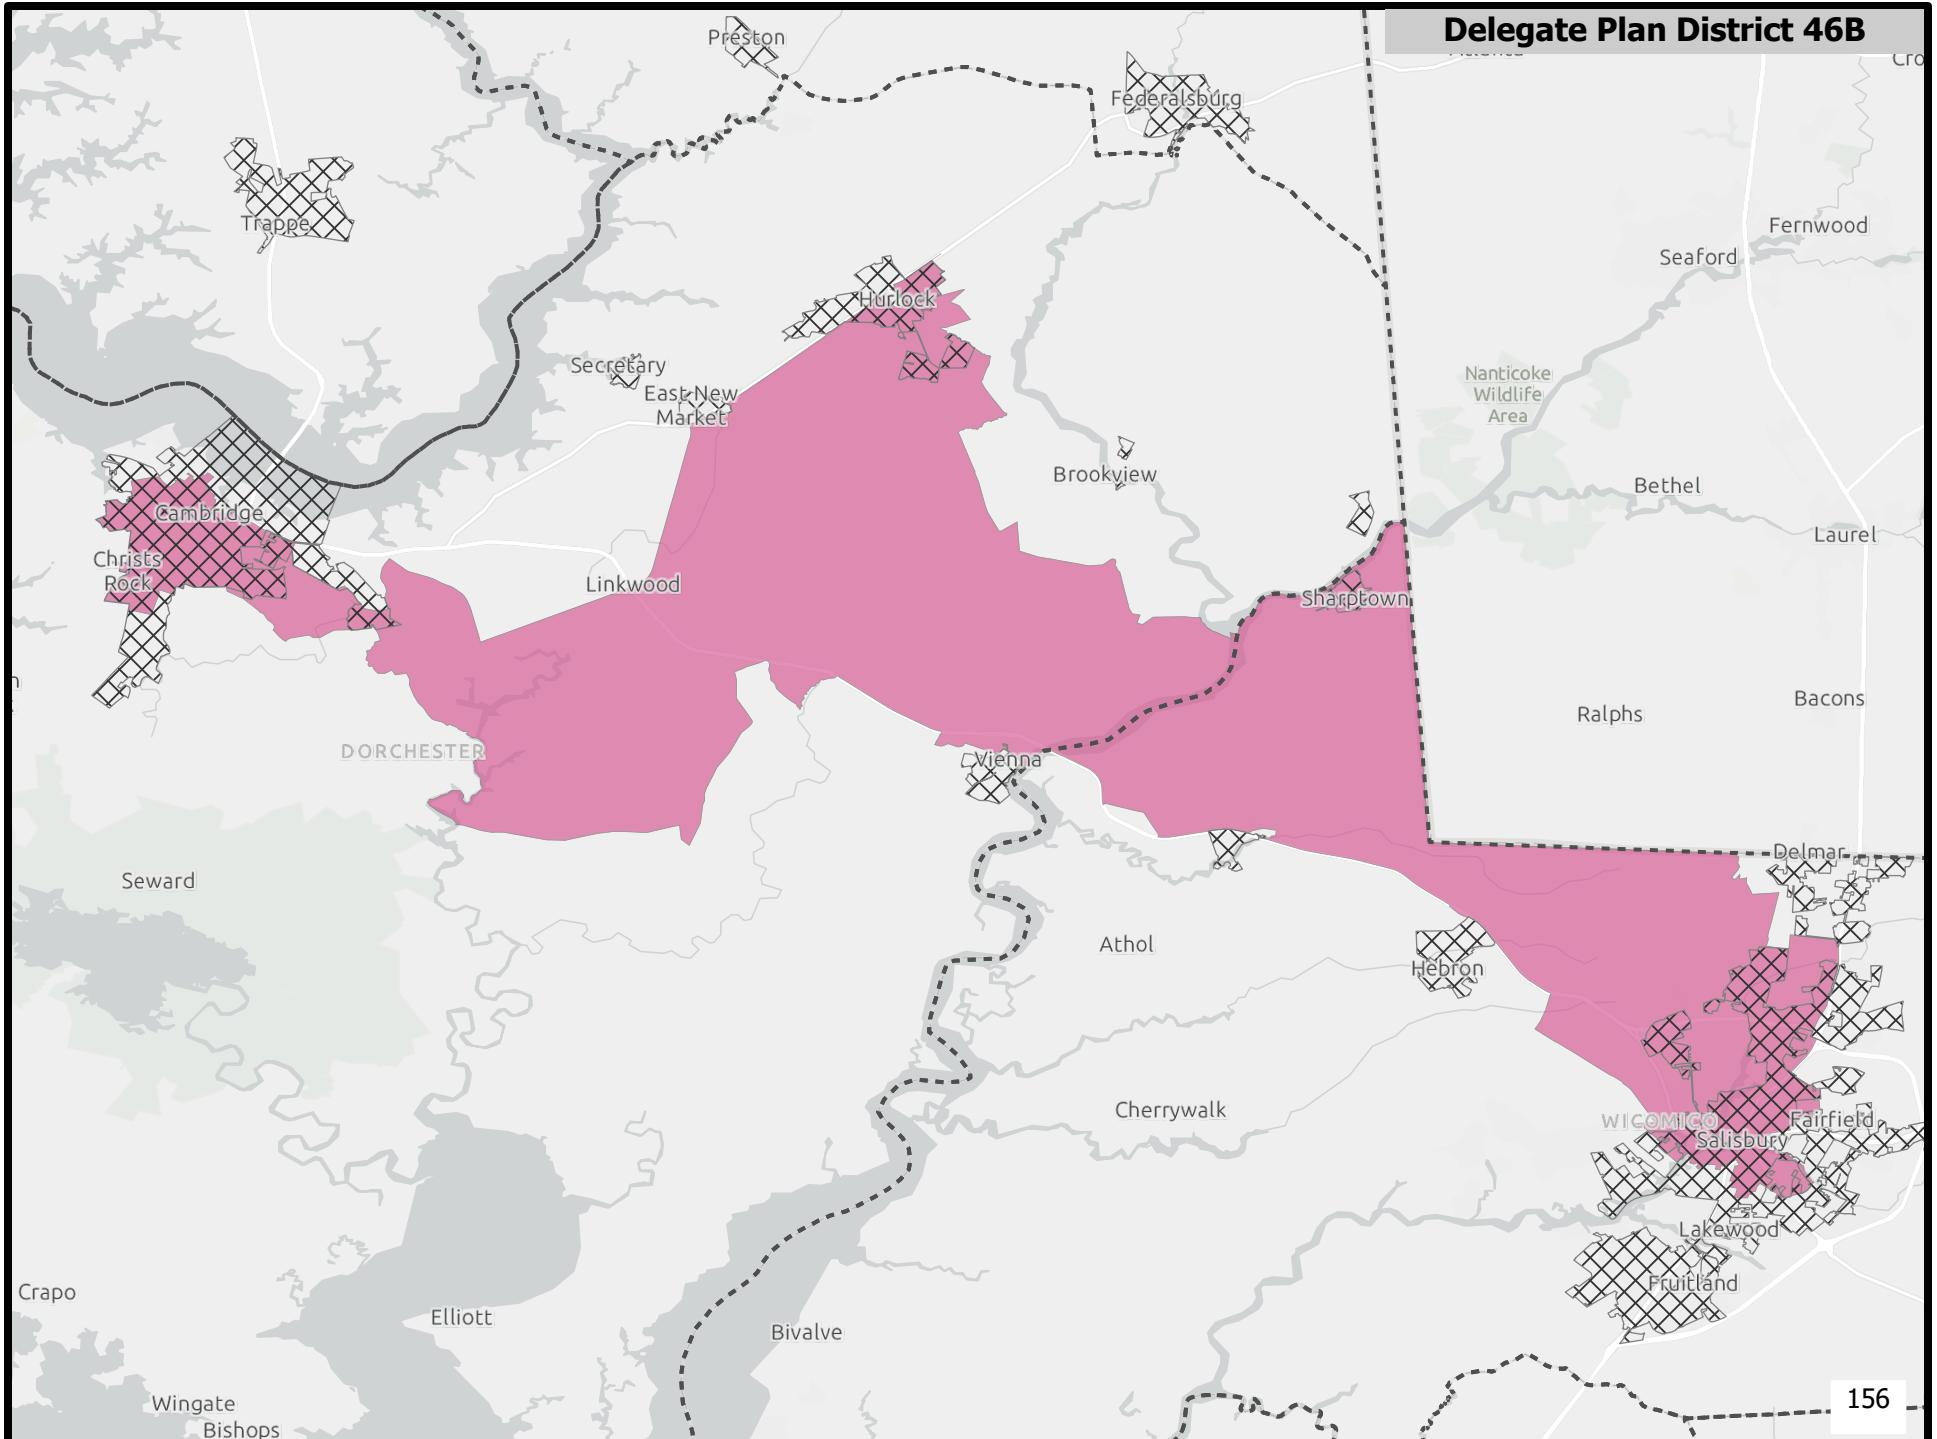 Delegate Plan District 46B
Preston
Federalsburg
Trappe
Fernwood
Seaford
Hurlock
Secretary
East New
Market
Nanticoke
Wildlife
Area
Brookview
Bethel
Cambridge
Laurel
Christs
Rock
Linkwood
Sharptown
Bacons
Ralphs
DORCHESTER
Vienna
Delmar
Seward
Athol
Hebron
Cherrywalk
WICOMICO
Fairfield
Salisbury
Lakewood
Fruitland
Crapo
Elliott
Bivalve
Wingate
Bishops
156